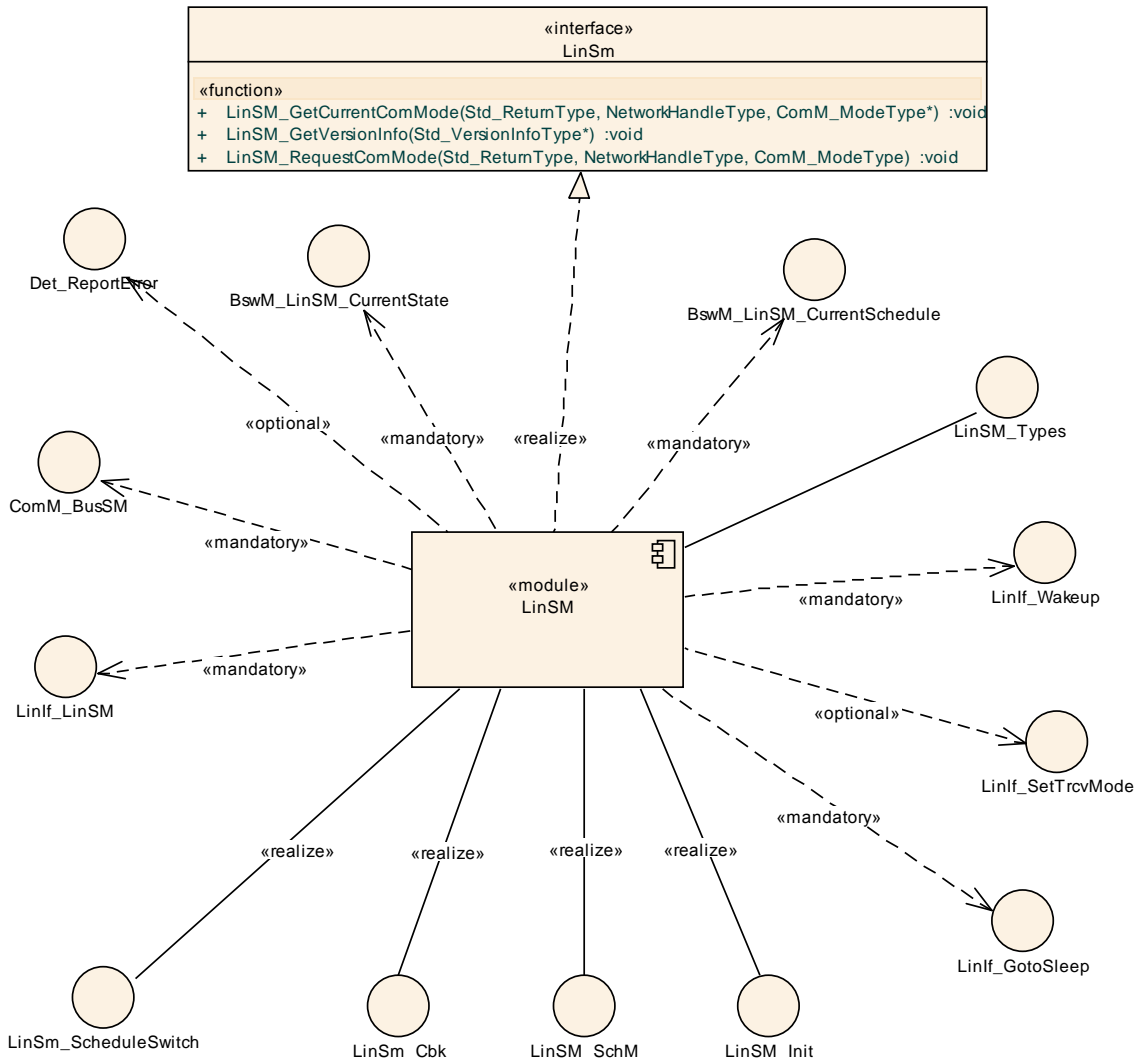 «interface»
LinSm
«function»
+ LinSM_GetCurrentComMode(Std_ReturnType, NetworkHandleType, ComM_ModeType*) :void
+ LinSM_GetVersionInfo(Std_VersionInfoType*) :void
+ LinSM_RequestComMode(Std_ReturnType, NetworkHandleType, ComM_ModeType) :void
Det_ReportError
BswM_LinSM_CurrentState
BswM_LinSM_CurrentSchedule
«optional»
«mandatory»
«realize»
«mandatory»
LinSM_Types
ComM_BusSM
«mandatory»
«module»
LinSM
LinIf_Wakeup
«mandatory»
LinIf_LinSM
«mandatory»
«optional»
LinIf_SetTrcvMode
«mandatory»
«realize»
«realize»
«realize»
«realize»
LinIf_GotoSleep
LinSm_ScheduleSwitch
LinSm_Cbk
LinSM_SchM
LinSM_Init